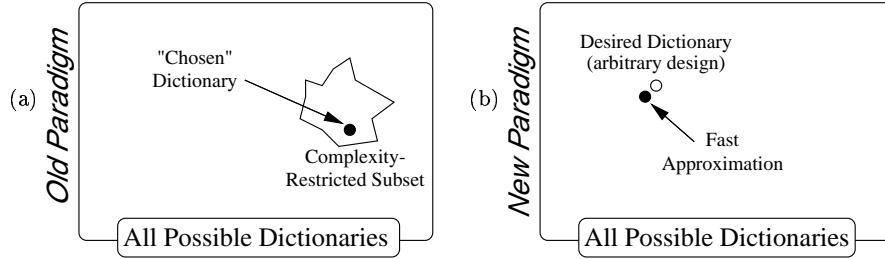 (a)
Old Paradigm
"Chosen"
Dictionary
Complexity-
Restricted Subset
All Possible Dictionaries
(b)
New Paradigm
Desired Dictionary
(arbitrary design)
Fast
Approximation
All Possible Dictionaries